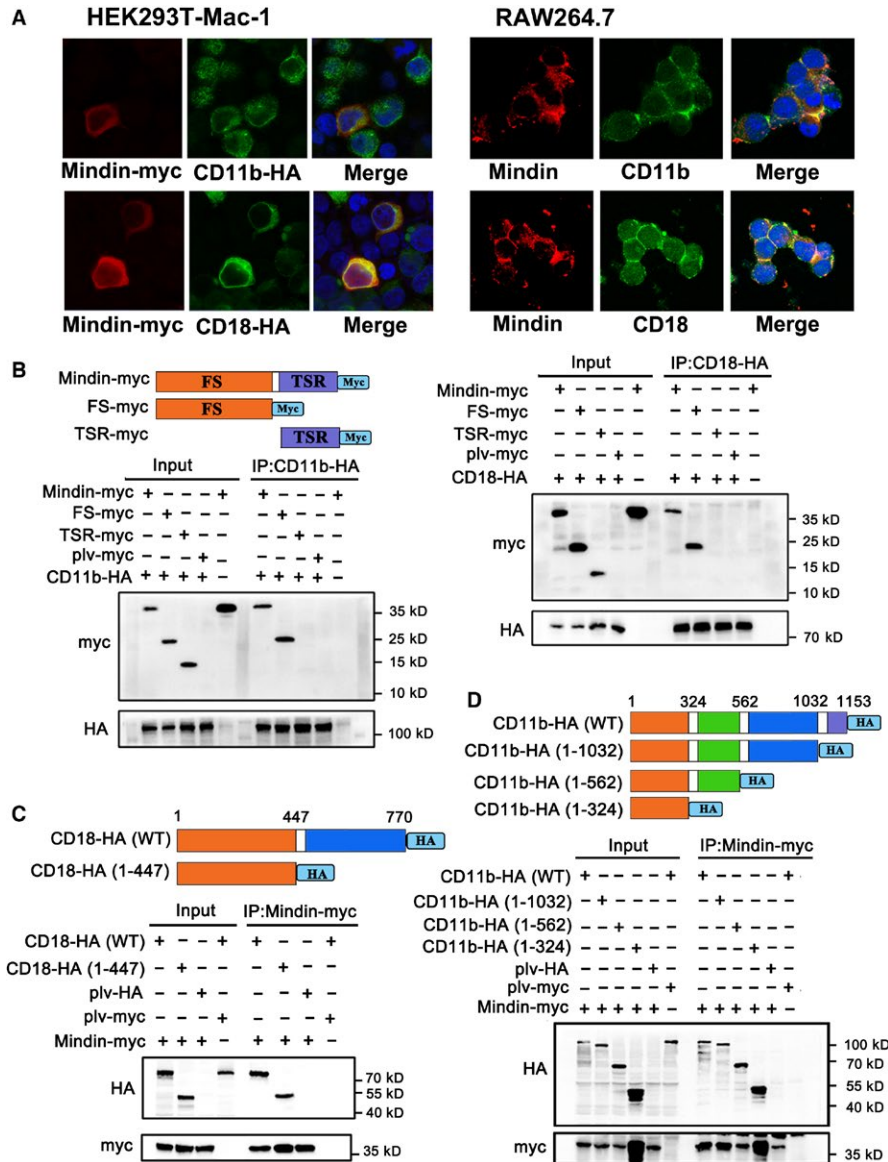 A
HEK293T-Mac-1
RAW264.7
Mindin-myc CD11b-HA Merge
Mindin CD11b Merge
Mindin-myc CD18-HA Merge
Mindin CD18 Merge
B
Mindin-myc FS TSR Myc
FS-myc FS Myc
TSR-myc TSR Myc
Input IP:CD11b-HA
Mindin-myc + – – – + + – – – +
FS-myc – + – – – – + – – –
TSR-myc – – + – – – – + – –
plv-myc – – – + – – – – + –
CD11b-HA + + + + – + + + + –
myc
35 kD
25 kD
15 kD
10 kD
HA
100 kD
Input IP:CD18-HA
Mindin-myc + – – – + + – – – +
FS-myc – + – – – – + – – –
TSR-myc – – + – – – – + – –
plv-myc – – – + – – – – + –
CD18-HA + + + + – + + + + –
myc
35 kD
25 kD
15 kD
10 kD
HA
70 kD
C
1 447 770
CD18-HA (WT) HA
CD18-HA (1-447) HA
Input IP:Mindin-myc
CD18-HA (WT) + – – + + – – +
CD18-HA (1-447) – + – – – + – –
plv-HA – – + – – – + –
plv-myc – – – + – – – +
Mindin-myc + + + – + + + –
HA
70 kD
55 kD
40 kD
myc
35 kD
D
1 324 562 1032 1153
CD11b-HA (WT) HA
CD11b-HA (1-1032) HA
CD11b-HA (1-562) HA
CD11b-HA (1-324) HA
Input IP:Mindin-myc
CD11b-HA (WT) + – – – – + + – – – – +
CD11b-HA (1-1032) – + – – – – – + – – – –
CD11b-HA (1-562) – – + – – – – – + – – –
CD11b-HA (1-324) – – – + – – – – – + – –
plv-HA – – – – + – – – – – + –
plv-myc – – – – – + – – – – – +
Mindin-myc + + + + + – + + + + + –
HA
100 kD
70 kD
55 kD
40 kD
myc
35 kD